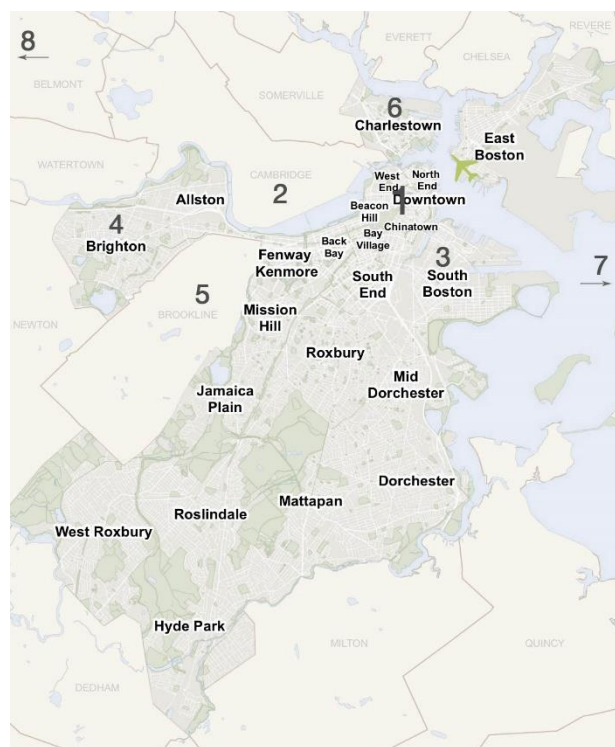 8
REVERE
EVERETT
CHELSEA
BELMONT
SOMERVILLE
6
Charlestown
East
Boston
WATERTOWN
CAMBRIDGE
West
End
North
End
Allston
2
1
Downtown
Beacon
Hill
4
Brighton
Chinatown
Bay
Village
Back
Bay
Fenway
Kenmore
3
South
Boston
7
South
End
5
BROOKLINE
Mission
Hill
NEWTON
Roxbury
Mid
Dorchester
Jamaica
Plain
Dorchester
Mattapan
Roslindale
West Roxbury
Hyde Park
MILTON
QUINCY
DEDHAM